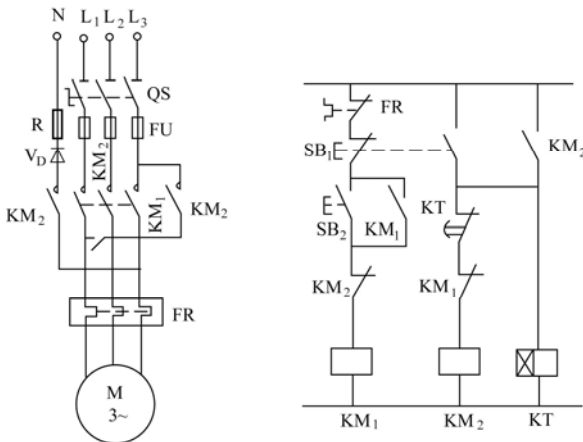 N L₁ L₂ L₃
QS
R FU
V_D KM₂
KM₂ KM₁ KM₂
FR
M
3~
FR
SB₁ KM₂
KT
SB₂ KM₁
KM₂ KM₁
KM₁ KM₂ KT